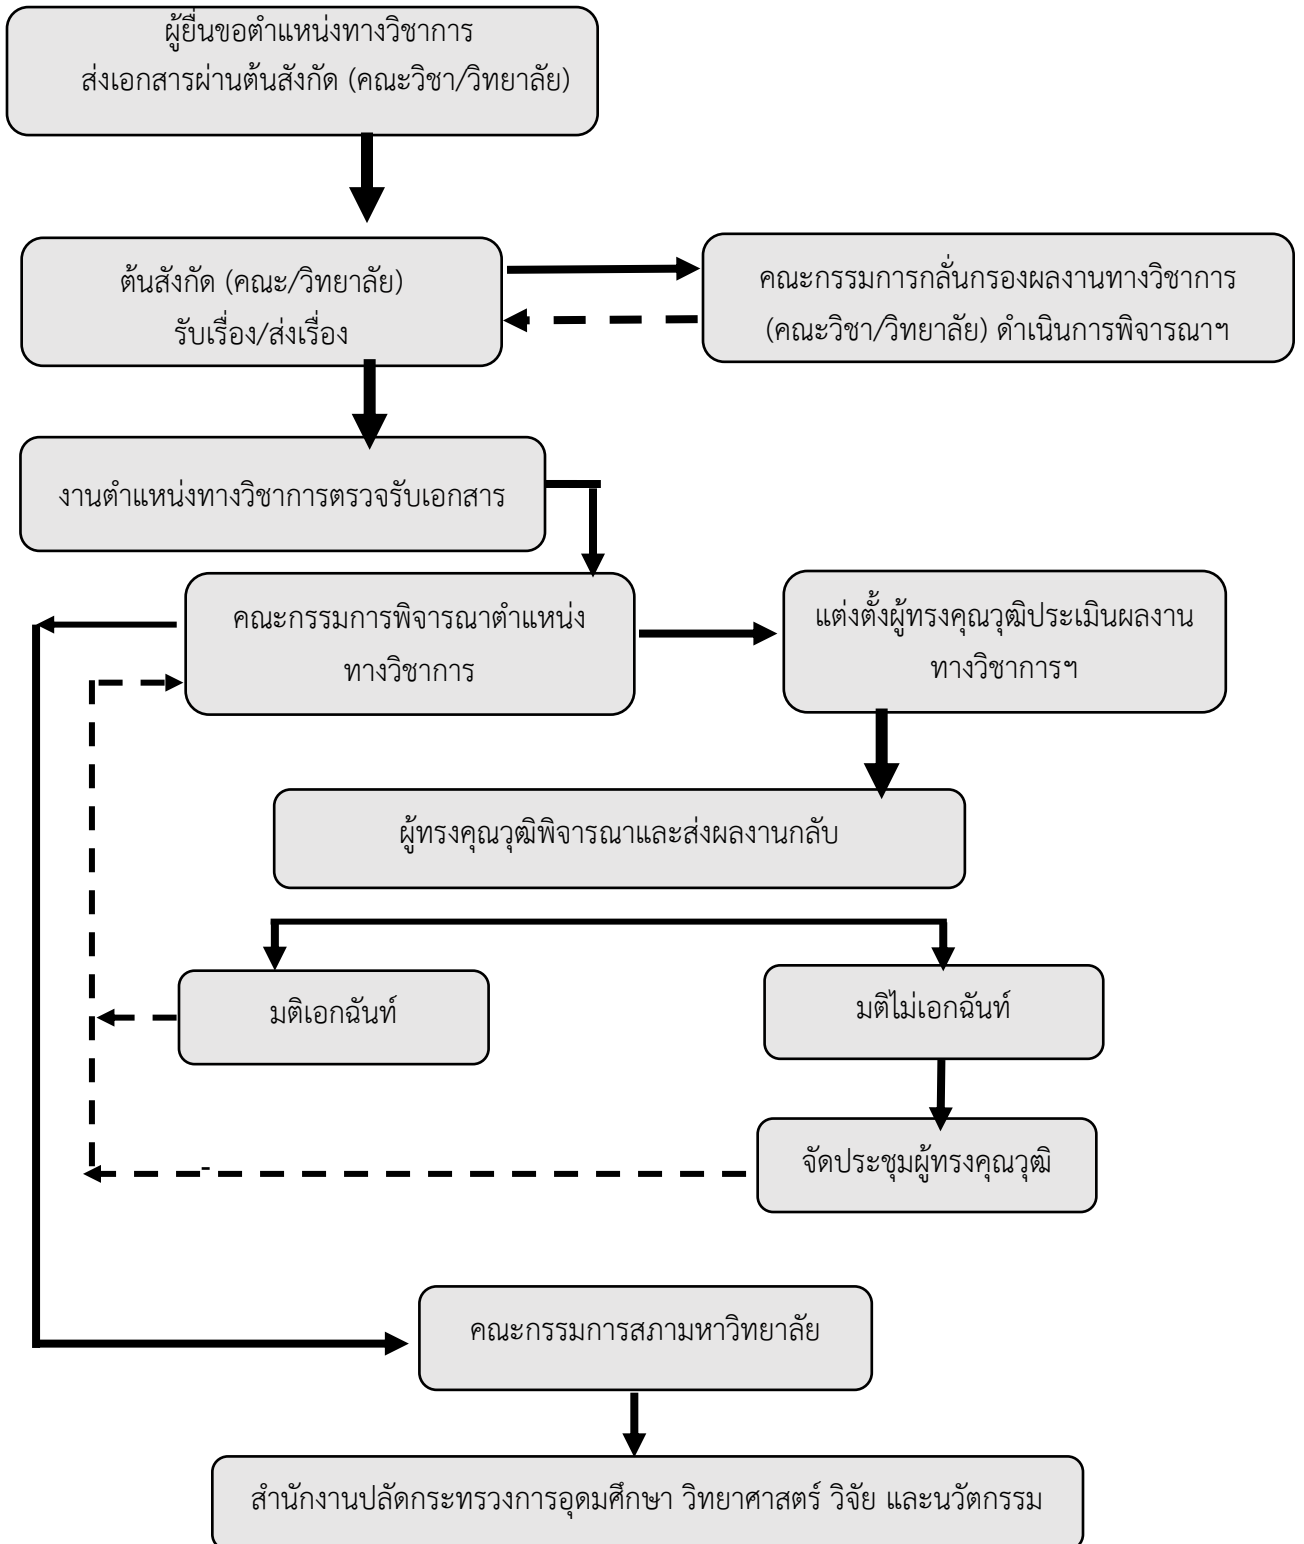 ผู้ยื่นขอตำแหน่งทางวิชาการ
ส่งเอกสารผ่านต้นสังกัด (คณะวิชา/วิทยาลัย)
ต้นสังกัด (คณะ/วิทยาลัย)
รับเรื่อง/ส่งเรื่อง
คณะกรรมการกลั่นกรองผลงานทางวิชาการ
(คณะวิชา/วิทยาลัย) ดำเนินการพิจารณาฯ
งานตำแหน่งทางวิชาการตรวจรับเอกสาร
คณะกรรมการพิจารณาตำแหน่ง
ทางวิชาการ
แต่งตั้งผู้ทรงคุณวุฒิประเมินผลงาน
ทางวิชาการฯ
ผู้ทรงคุณวุฒิพิจารณาและส่งผลงานกลับ
มติเอกฉันท์
มติไม่เอกฉันท์
จัดประชุมผู้ทรงคุณวุฒิ
คณะกรรมการสภามหาวิทยาลัย
สำนักงานปลัดกระทรวงการอุดมศึกษา วิทยาศาสตร์ วิจัย และนวัตกรรม